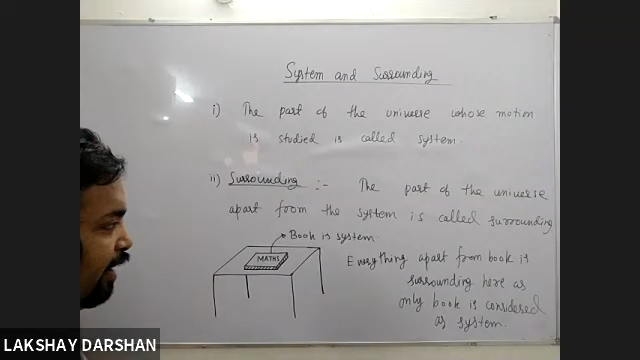 System and Surrounding
i) The part of the universe whose motion
is studied is called system.
ii) Surrounding :- The part of the universe
apart from the system is called surrounding
Book is system
MATHS
Everything apart from book is
surrounding here as
only book is considered
as system.
LAKSHAY DARSHAN